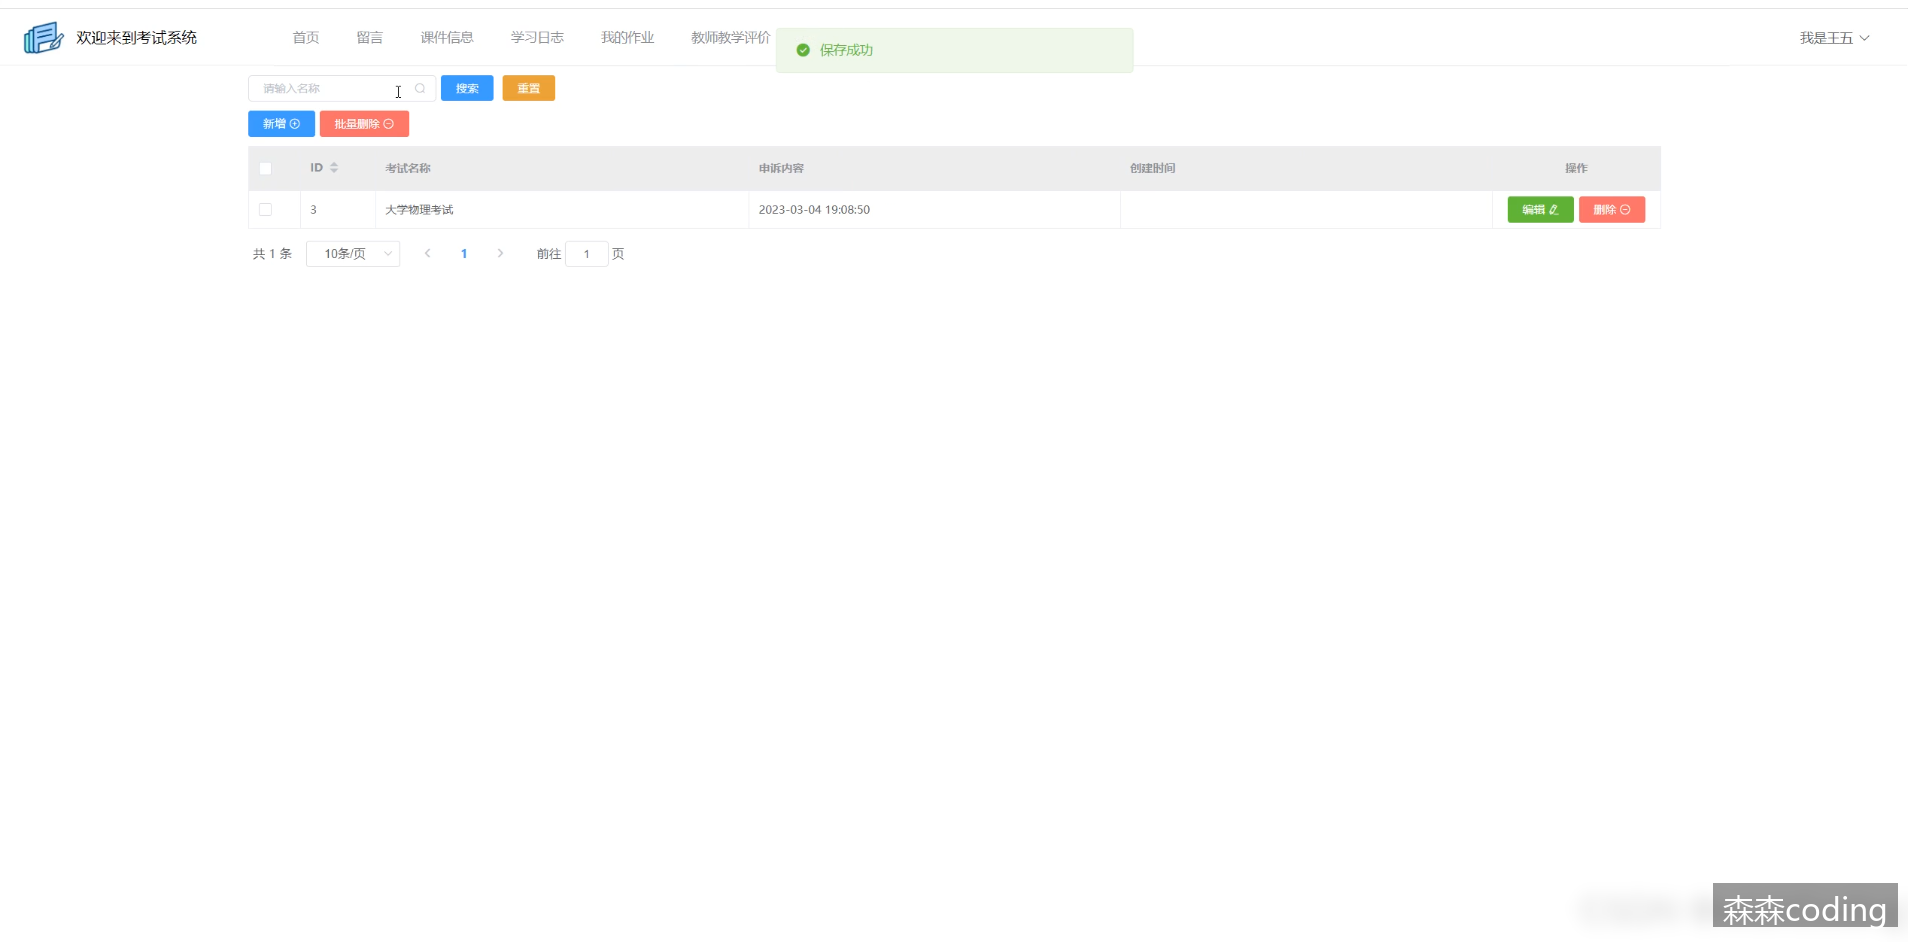 欢迎来到考试系统
首页 留言 课件信息 学习日志 我的作业 教师教学评价
保存成功
我是王五
请输入名称 搜索 重置
新增 批量删除
ID 考试名称 申诉内容 创建时间 操作
3 大学物理考试 2023-03-04 19:08:50 编辑 删除
共 1 条 10条/页 1 前往 1 页
森森coding